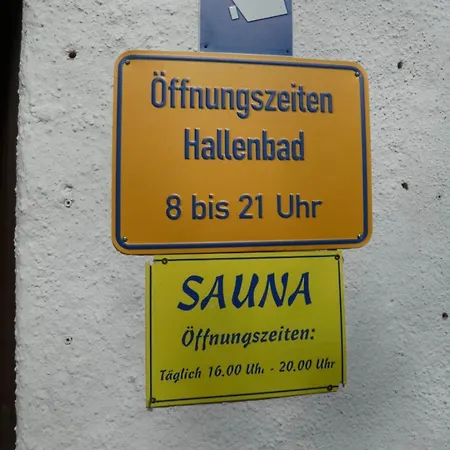 Öffnungszeiten
Hallenbad
8 bis 21 Uhr
SAUNA
Öffnungszeiten:
Täglich 16.00 Uhr - 20.00 Uhr